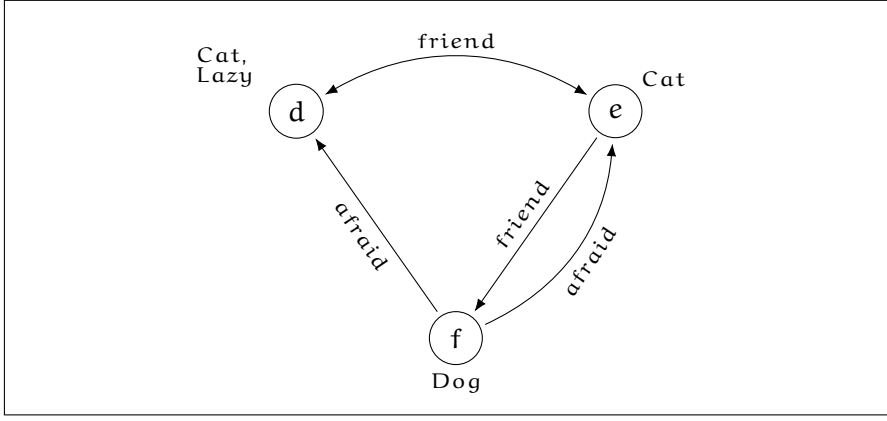 friend
Cat,
Lazy
Cat
d
e
friend
afraid
afraid
f
Dog